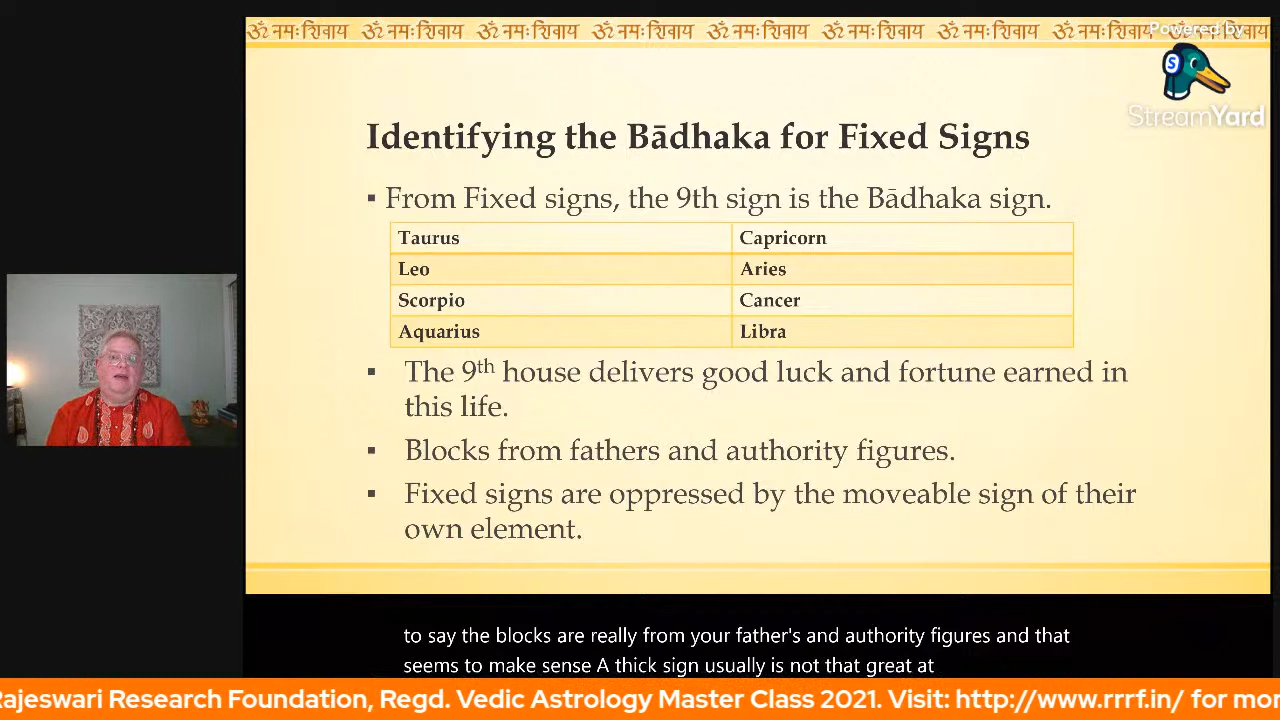 ॐ नमः शिवाय ॐ नमः शिवाय ॐ नमः शिवाय ॐ नमः शिवाय ॐ नमः शिवाय ॐ नमः शिवाय ॐ नमः शिवाय ॐ नमः शिवाय ॐ नमः
Powered by
StreamYard
Identifying the Bādhaka for Fixed Signs
▪ From Fixed signs, the 9th sign is the Bādhaka sign.
Taurus Capricorn
Leo Aries
Scorpio Cancer
Aquarius Libra
▪ The 9th house delivers good luck and fortune earned in
this life.
▪ Blocks from fathers and authority figures.
▪ Fixed signs are oppressed by the moveable sign of their
own element.
to say the blocks are really from your father's and authority figures and that
seems to make sense A thick sign usually is not that great at
Rajeswari Research Foundation, Regd. Vedic Astrology Master Class 2021. Visit: http://www.rrrf.in/ for mor